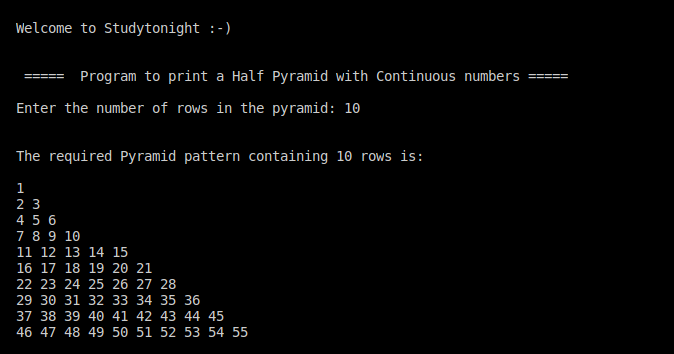 Welcome to Studytonight :-)
===== Program to print a Half Pyramid with Continuous numbers =====
Enter the number of rows in the pyramid: 10
The required Pyramid pattern containing 10 rows is:
1
2 3
4 5 6
7 8 9 10
11 12 13 14 15
16 17 18 19 20 21
22 23 24 25 26 27 28
29 30 31 32 33 34 35 36
37 38 39 40 41 42 43 44 45
46 47 48 49 50 51 52 53 54 55